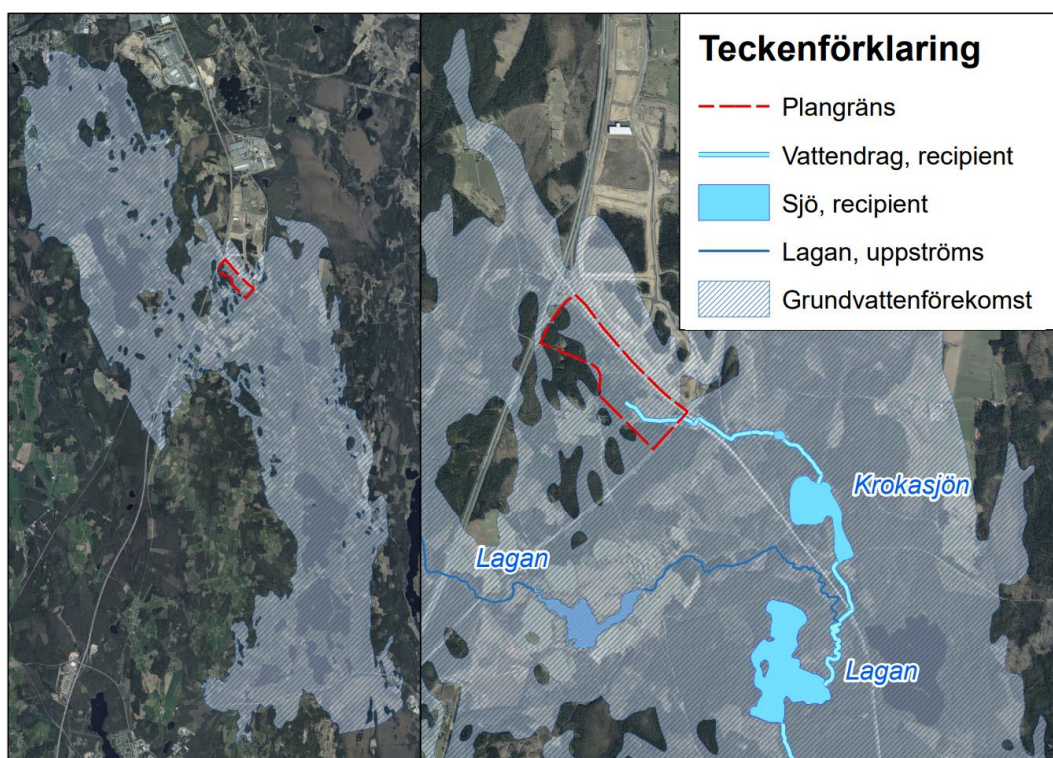 Teckenförklaring
Plangräns
Vattendrag, recipient
Sjö, recipient
Lagan, uppströms
Grundvattenförekomst
Krokasjön
Lagan
Lagan